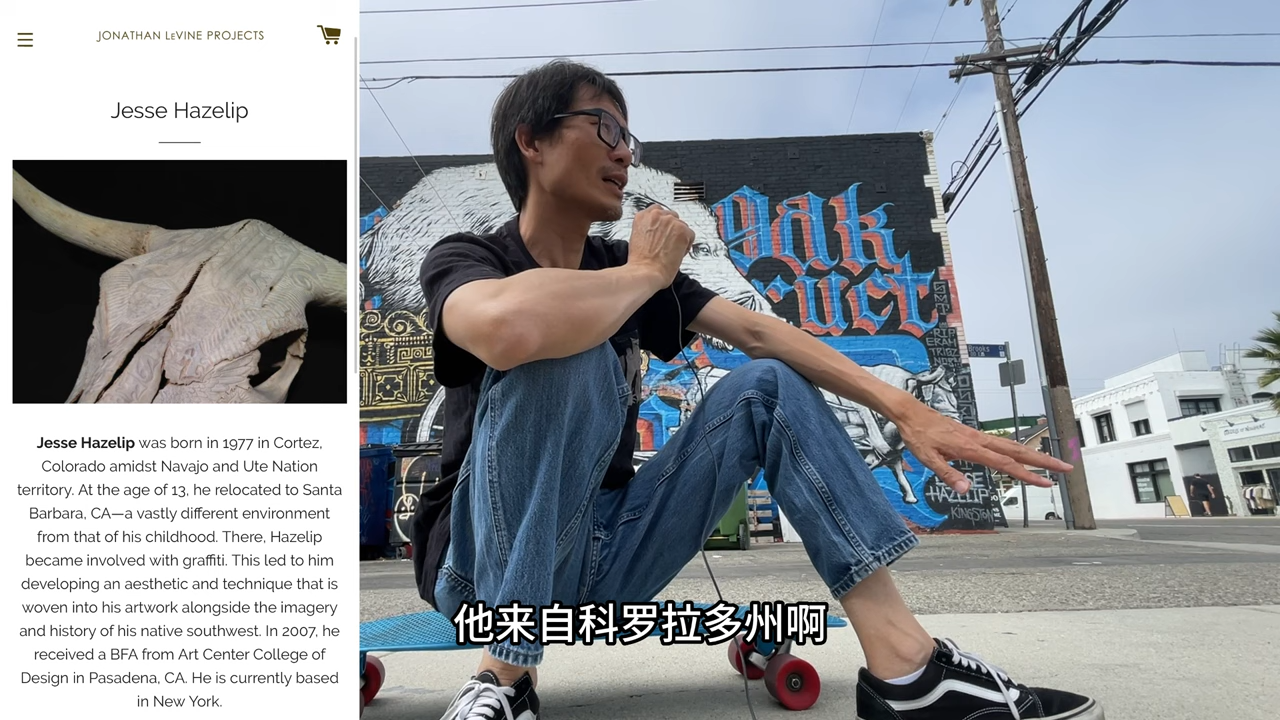 JONATHAN LEVINE PROJECTS
Jesse Hazelip
Jesse Hazelip was born in 1977 in Cortez,
Colorado amidst Navajo and Ute Nation
territory. At the age of 13, he relocated to Santa
Barbara, CA—a vastly different environment
from that of his childhood. There, Hazelip
became involved with graffiti. This led to him
developing an aesthetic and technique that is
woven into his artwork alongside the imagery
and history of his native southwest. In 2007, he
received a BFA from Art Center College of
Design in Pasadena, CA. He is currently based
in New York.
Oak
ruct
Brooks
HAZELIP
KINGSTON
他来自科罗拉多州啊